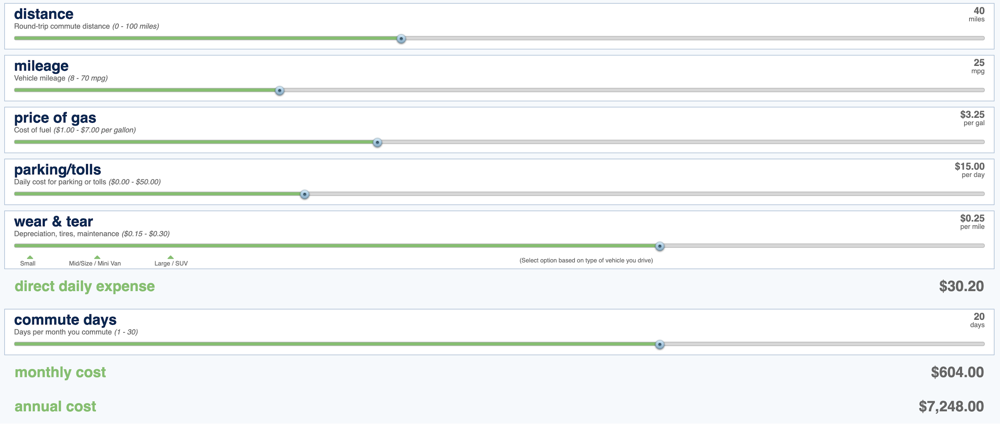 distance
40
Round-trip commute distance (0 - 100 miles)
miles
mileage
25
Vehicle mileage (8 - 70 mpg)
mpg
price of gas
$3.25
Cost of fuel ($1.00 - $7.00 per gallon)
per gal
parking/tolls
$15.00
Daily cost for parking or tolls ($0.00 - $50.00)
per day
wear & tear
$0.25
Depreciation, tires, maintenance ($0.15 - $0.30)
per mile
Small Mid/Size / Mini Van Large / SUV
(Select option based on type of vehicle you drive)
direct daily expense
$30.20
commute days
20
Days per month you commute (1 - 30)
days
monthly cost
$604.00
annual cost
$7,248.00